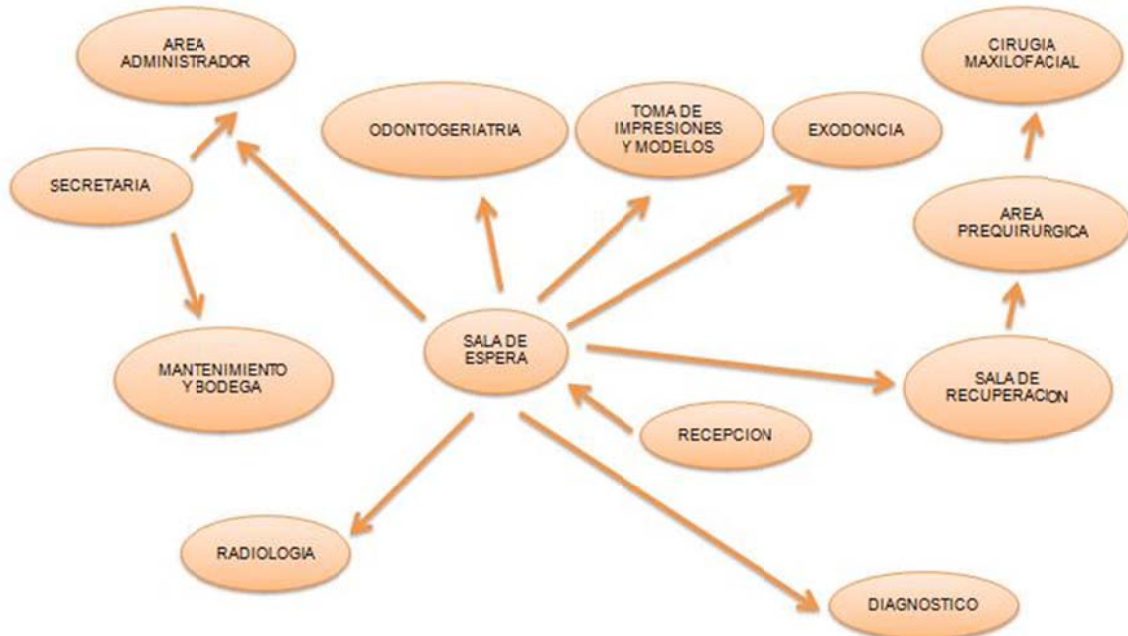 AREA
ADMINISTRADOR
CIRUGIA
MAXILOFACIAL
ODONTOGERIATRIA
TOMA DE
IMPRESIONES
Y MODELOS
EXODONCIA
SECRETARIA
AREA
PREQUIRURGICA
SALA DE
ESPERA
MANTENIMIENTO
Y BODEGA
SALA DE
RECUPERACION
RECEPCION
RADIOLOGIA
DIAGNOSTICO